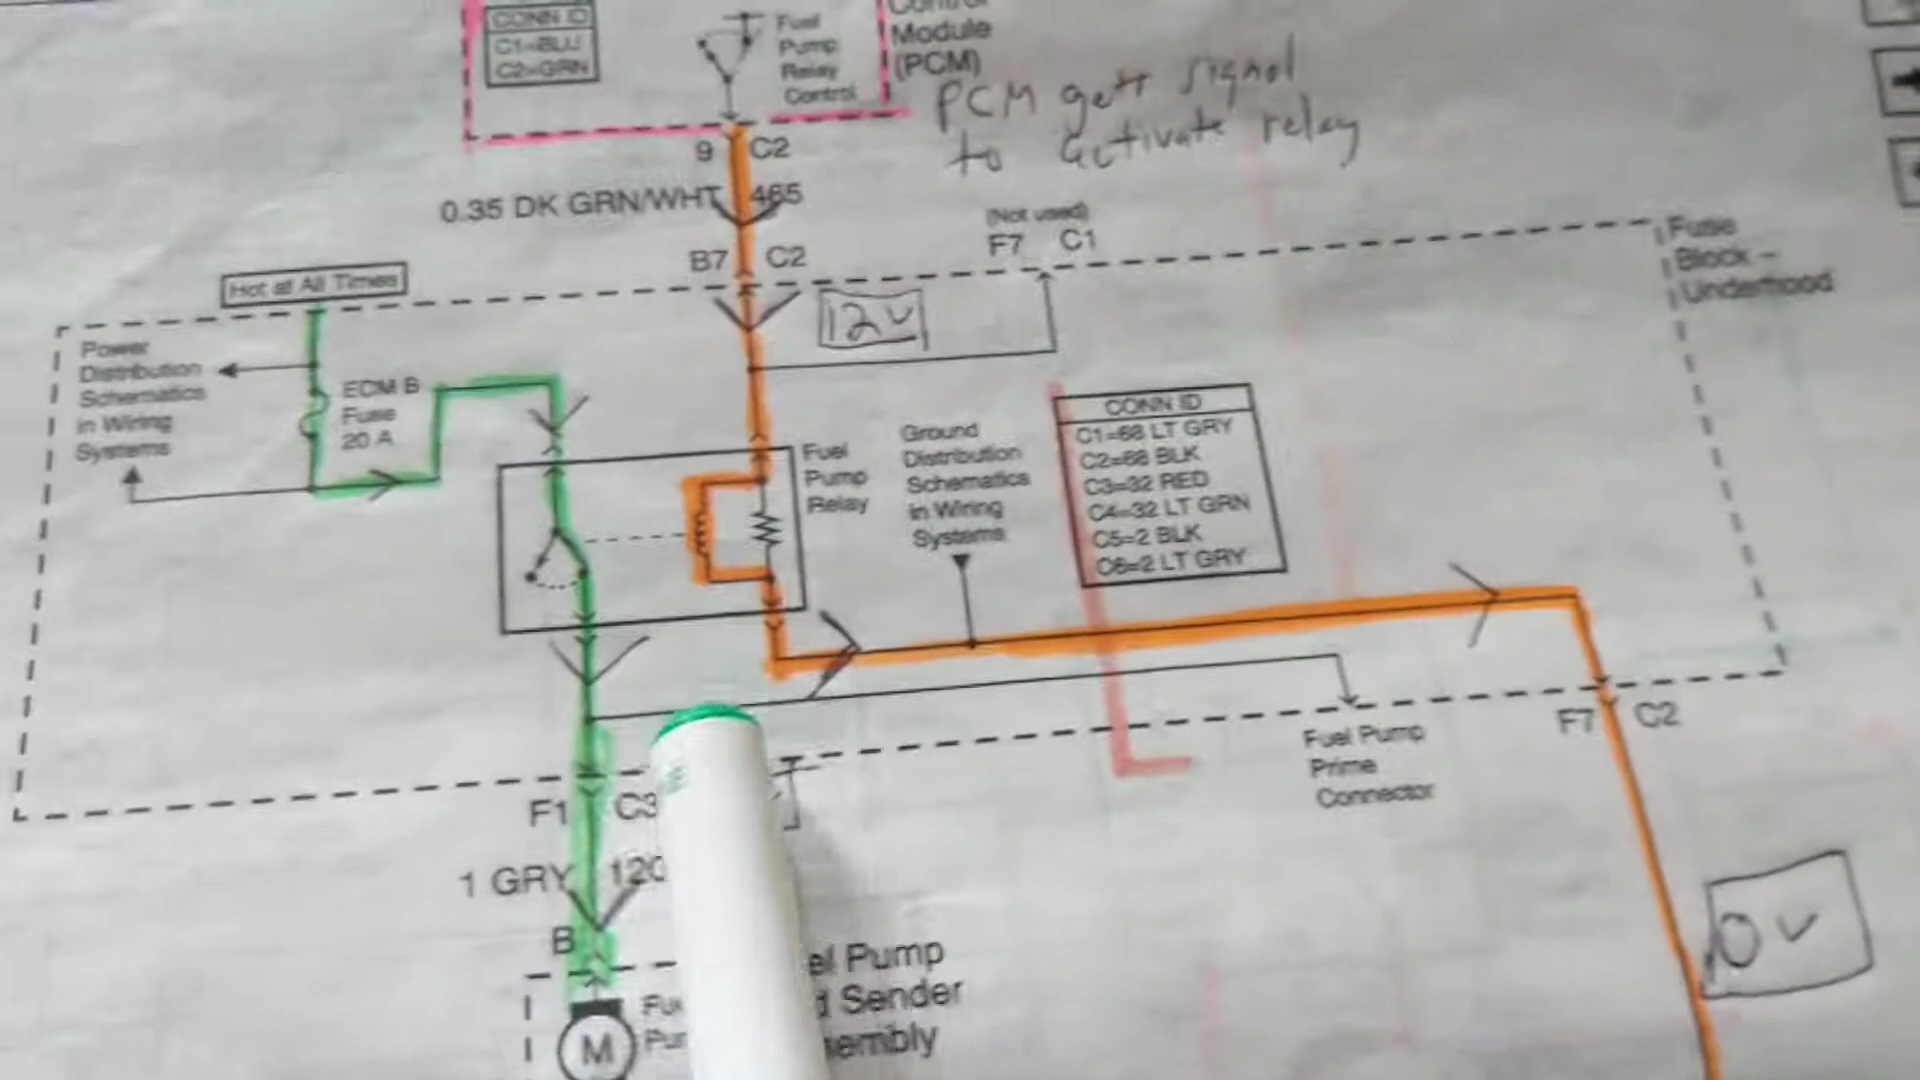 CONN ID
C1=BLU
C2=GRN
Fuel
Pump
Relay
Control
Control
Module
(PCM)
PCM gets signal
to activate relay
9 C2
0.35 DK GRN/WHT 465
(Not used)
F7 C1
B7 C2
Fuse
Block –
Underhood
Hot at All Times
12v
Power
Distribution
Schematics
in Wiring
Systems
ECM B
Fuse
20 A
Fuel
Pump
Relay
Ground
Distribution
Schematics
in Wiring
Systems
CONN ID
C1=68 LT GRY
C2=68 BLK
C3=32 RED
C4=32 LT GRN
C5=2 BLK
C6=2 LT GRY
F7 C2
Fuel Pump
Prime
Connector
F1 C3
1 GRY 120
B
0v
el Pump
d Sender
sembly
Fu
Pu
M